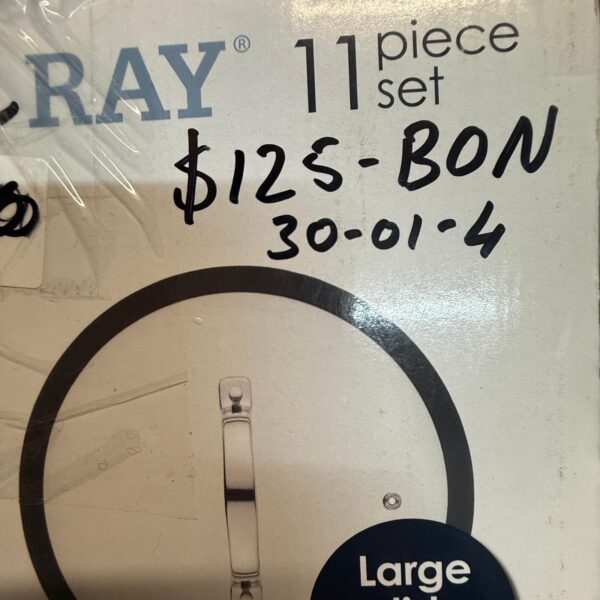 RAY® 11 piece set
$125-BON
30-01-4
Large